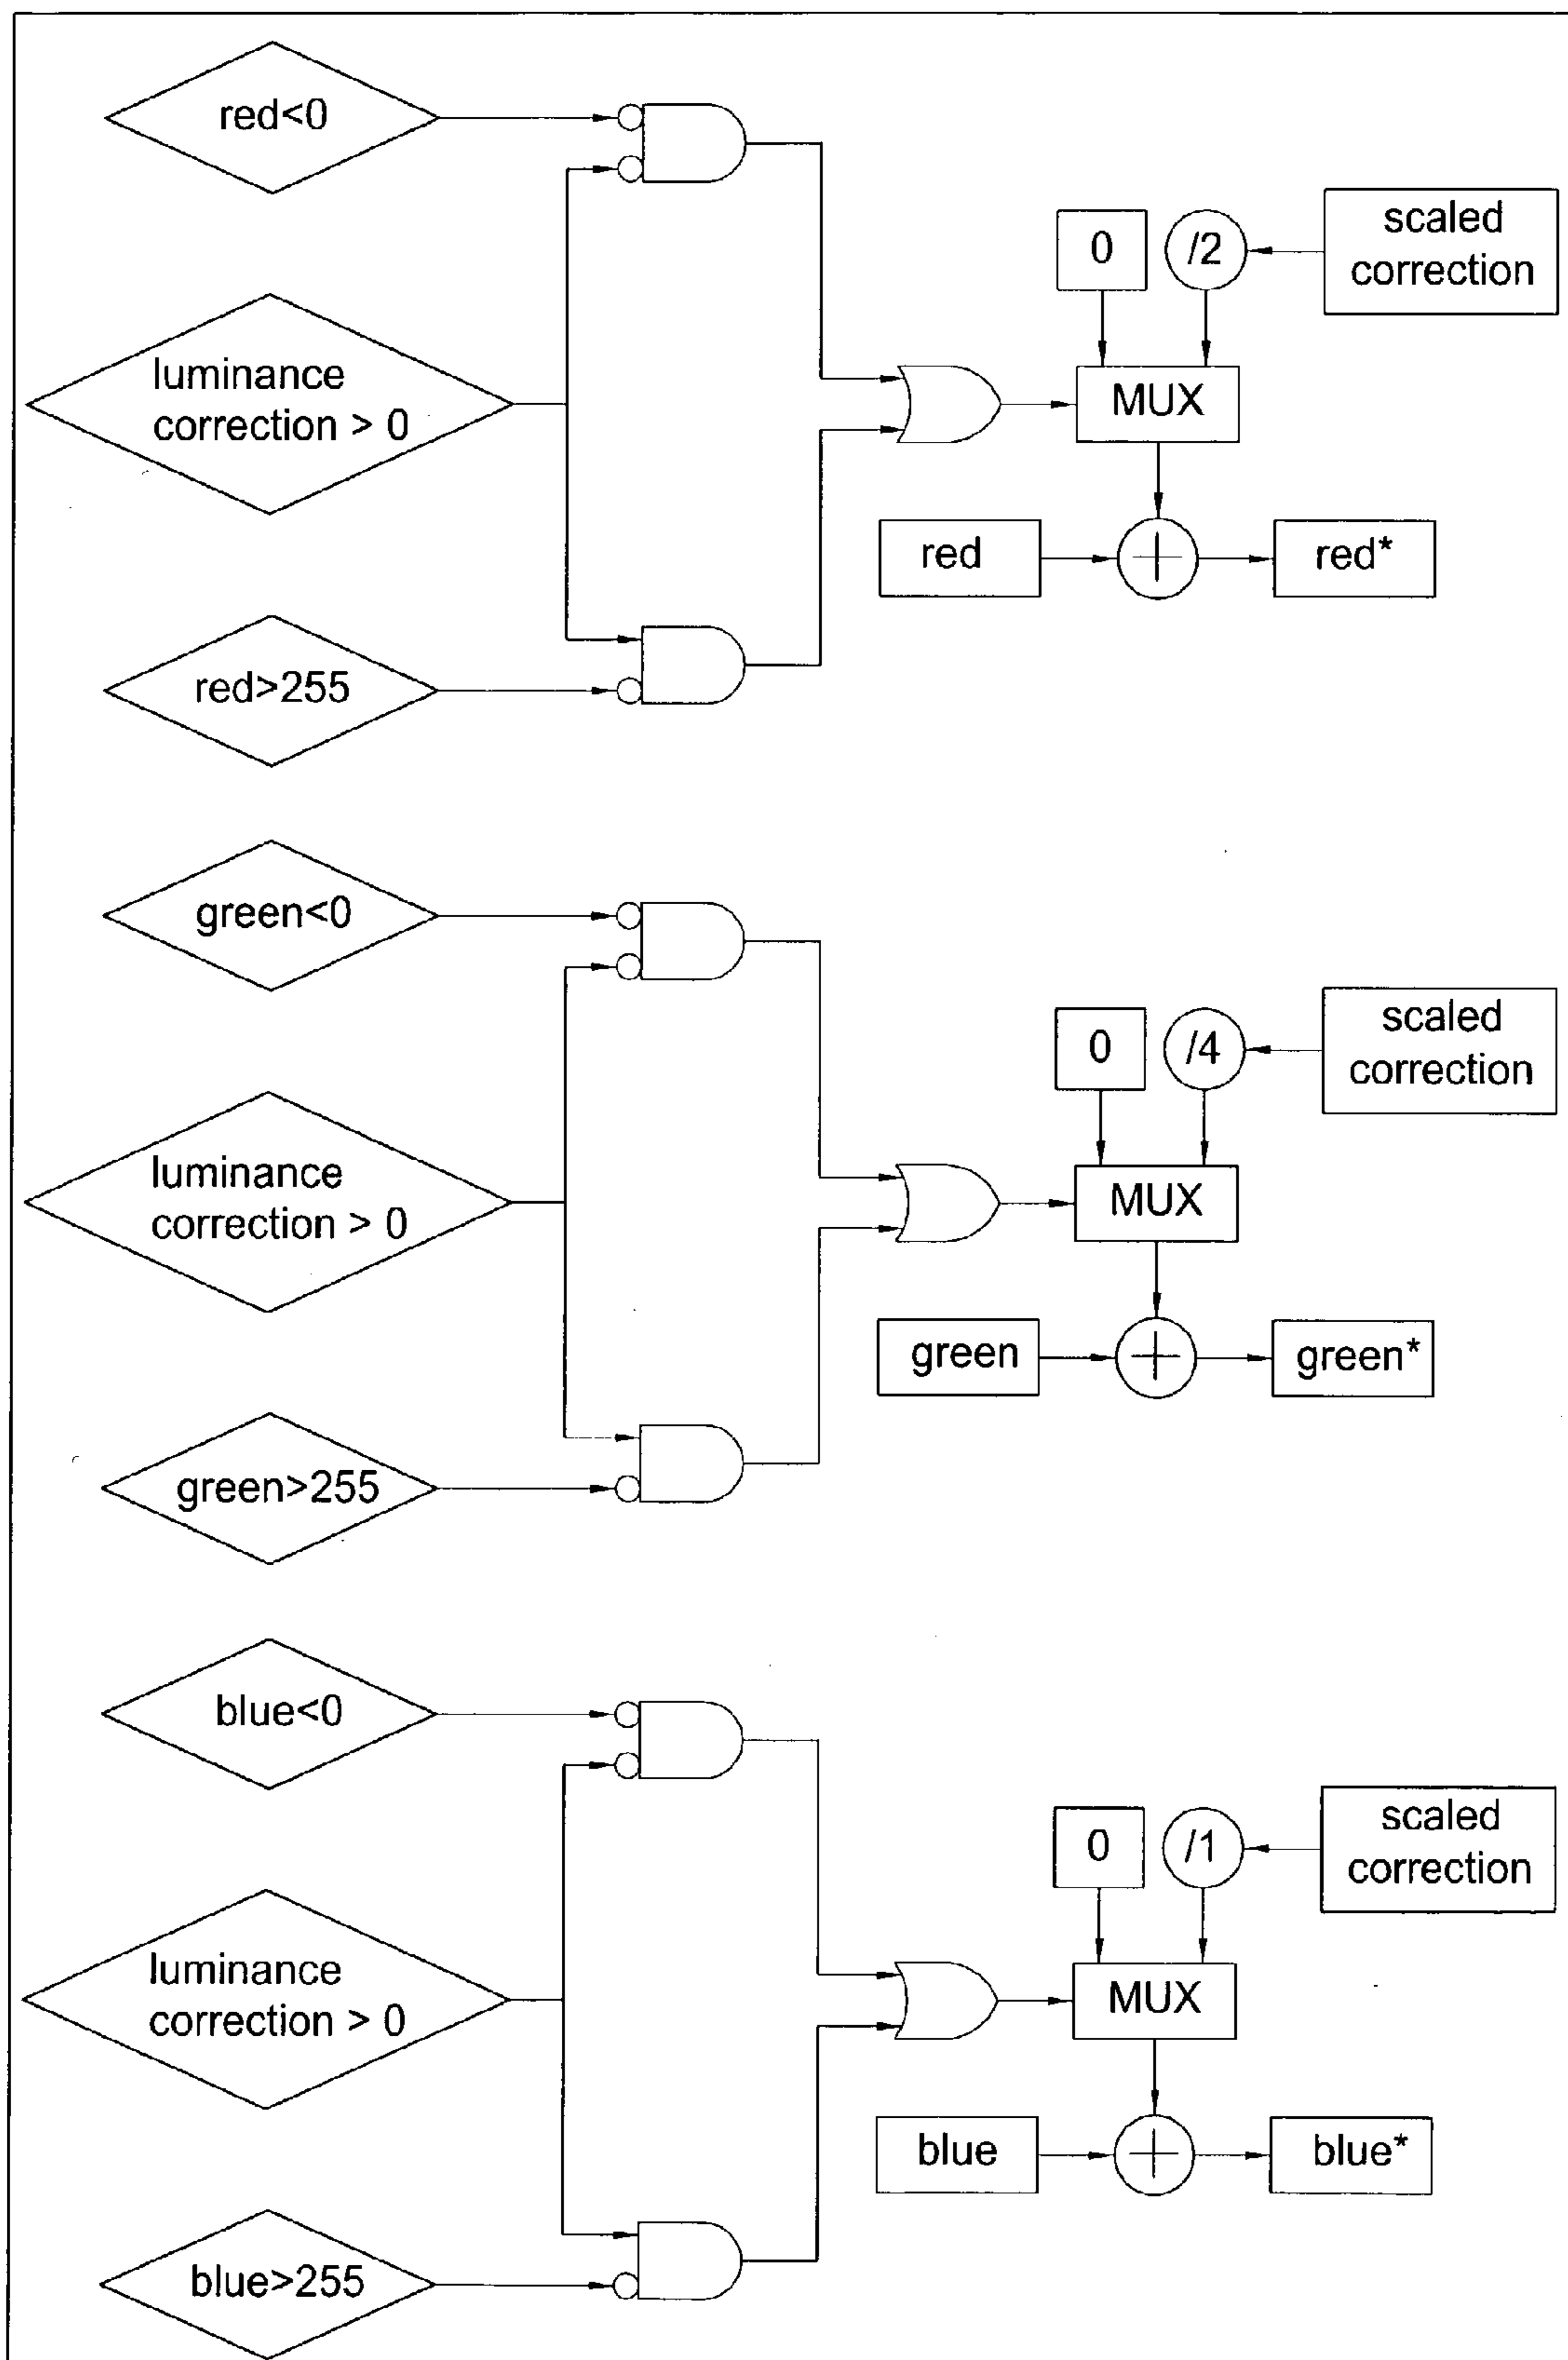 red<0
0
/2
scaled
correction
luminance
correction > 0
MUX
red
red*
red>255
green<0
0
/4
scaled
correction
luminance
correction > 0
MUX
green
green*
green>255
blue<0
0
/1
scaled
correction
luminance
correction > 0
MUX
blue
blue*
blue>255